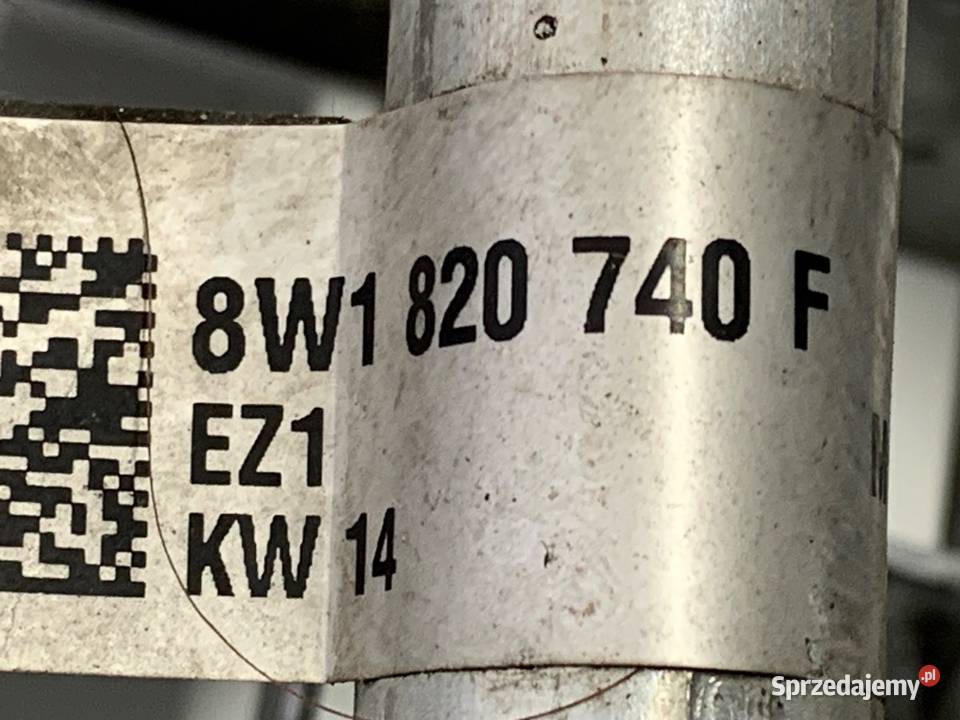 8W1 820 740 F
EZ1
KW 14
Sprzedajemy.pl